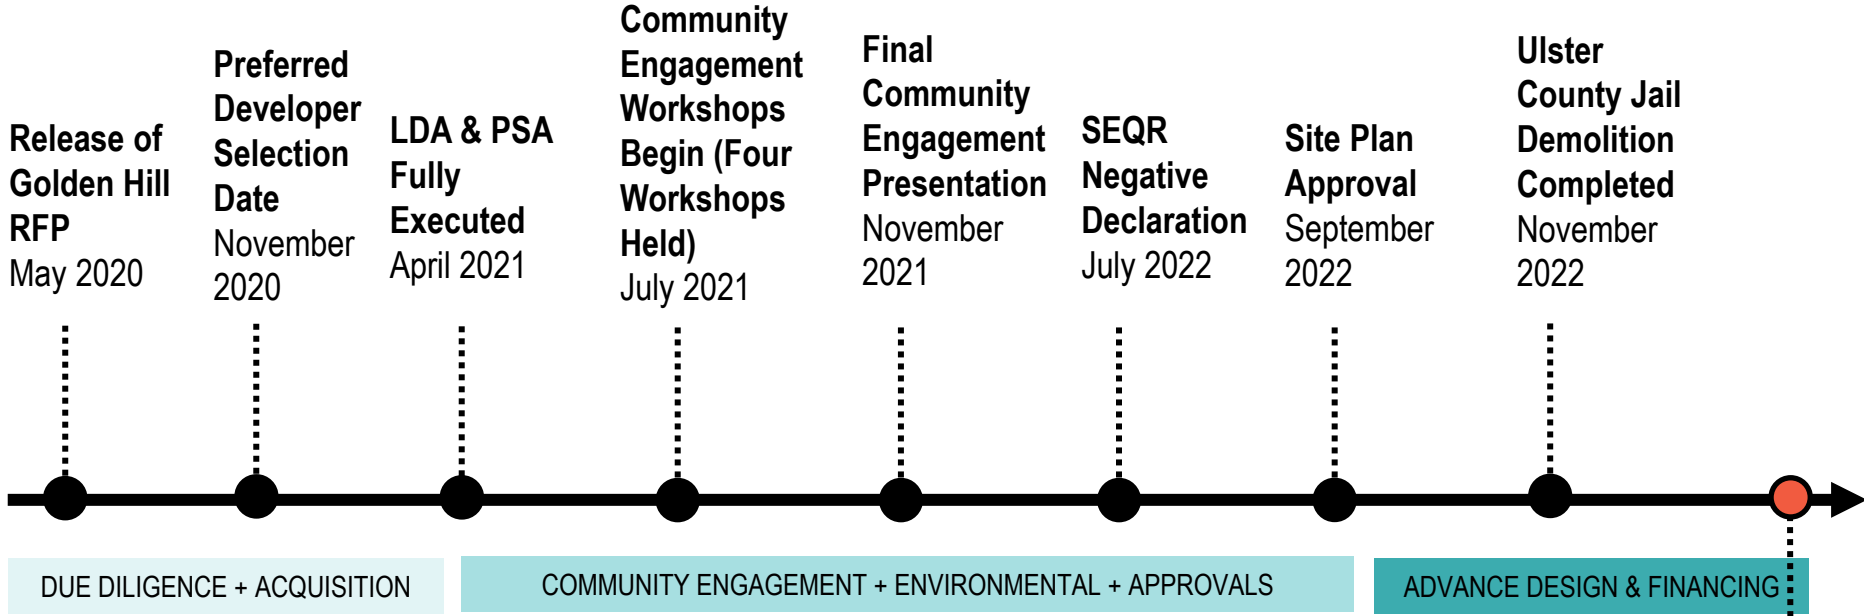 Release of
Golden Hill
RFP
May 2020
Preferred
Developer
Selection
Date
November
2020
LDA & PSA
Fully
Executed
April 2021
Community
Engagement
Workshops
Begin (Four
Workshops
Held)
July 2021
Final
Community
Engagement
Presentation
November
2021
SEQR
Negative
Declaration
July 2022
Site Plan
Approval
September
2022
Ulster
County Jail
Demolition
Completed
November
2022
DUE DILIGENCE + ACQUISITION
COMMUNITY ENGAGEMENT + ENVIRONMENTAL + APPROVALS
ADVANCE DESIGN & FINANCING